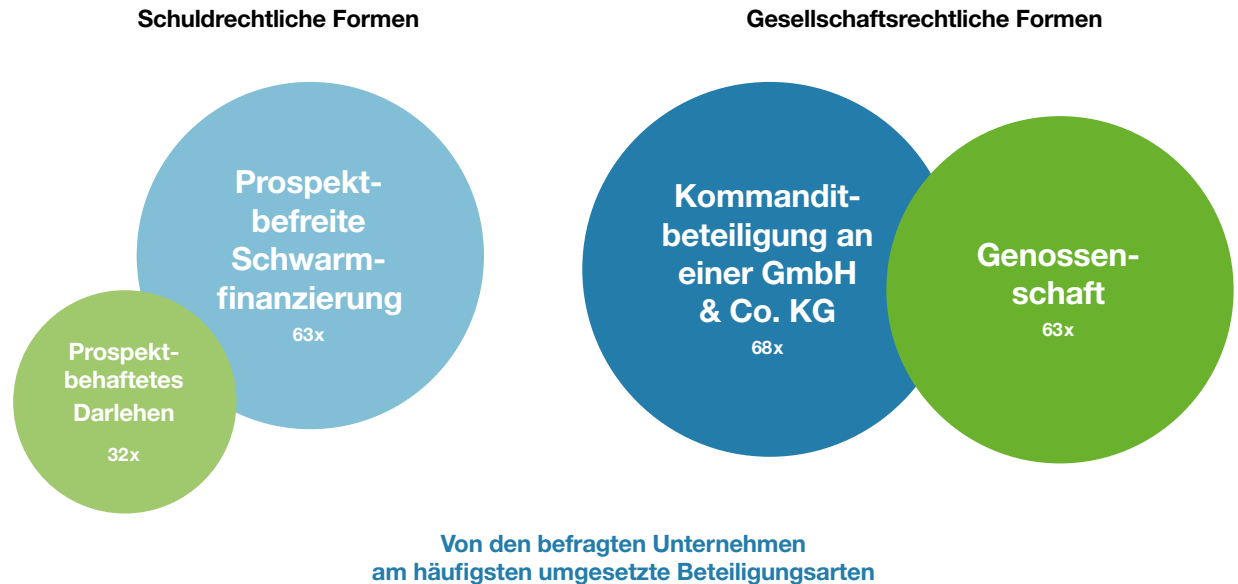 Schuldrechtliche Formen
Prospekt-
befreite
Schwarm-
finanzierung
63x
Prospekt-
behaftetes
Darlehen
32x
Gesellschaftsrechtliche Formen
Kommandit-
beteiligung an
einer GmbH
& Co. KG
68x
Genossen-
schaft
63x
Von den befragten Unternehmen
am häufigsten umgesetzte Beteiligungsarten